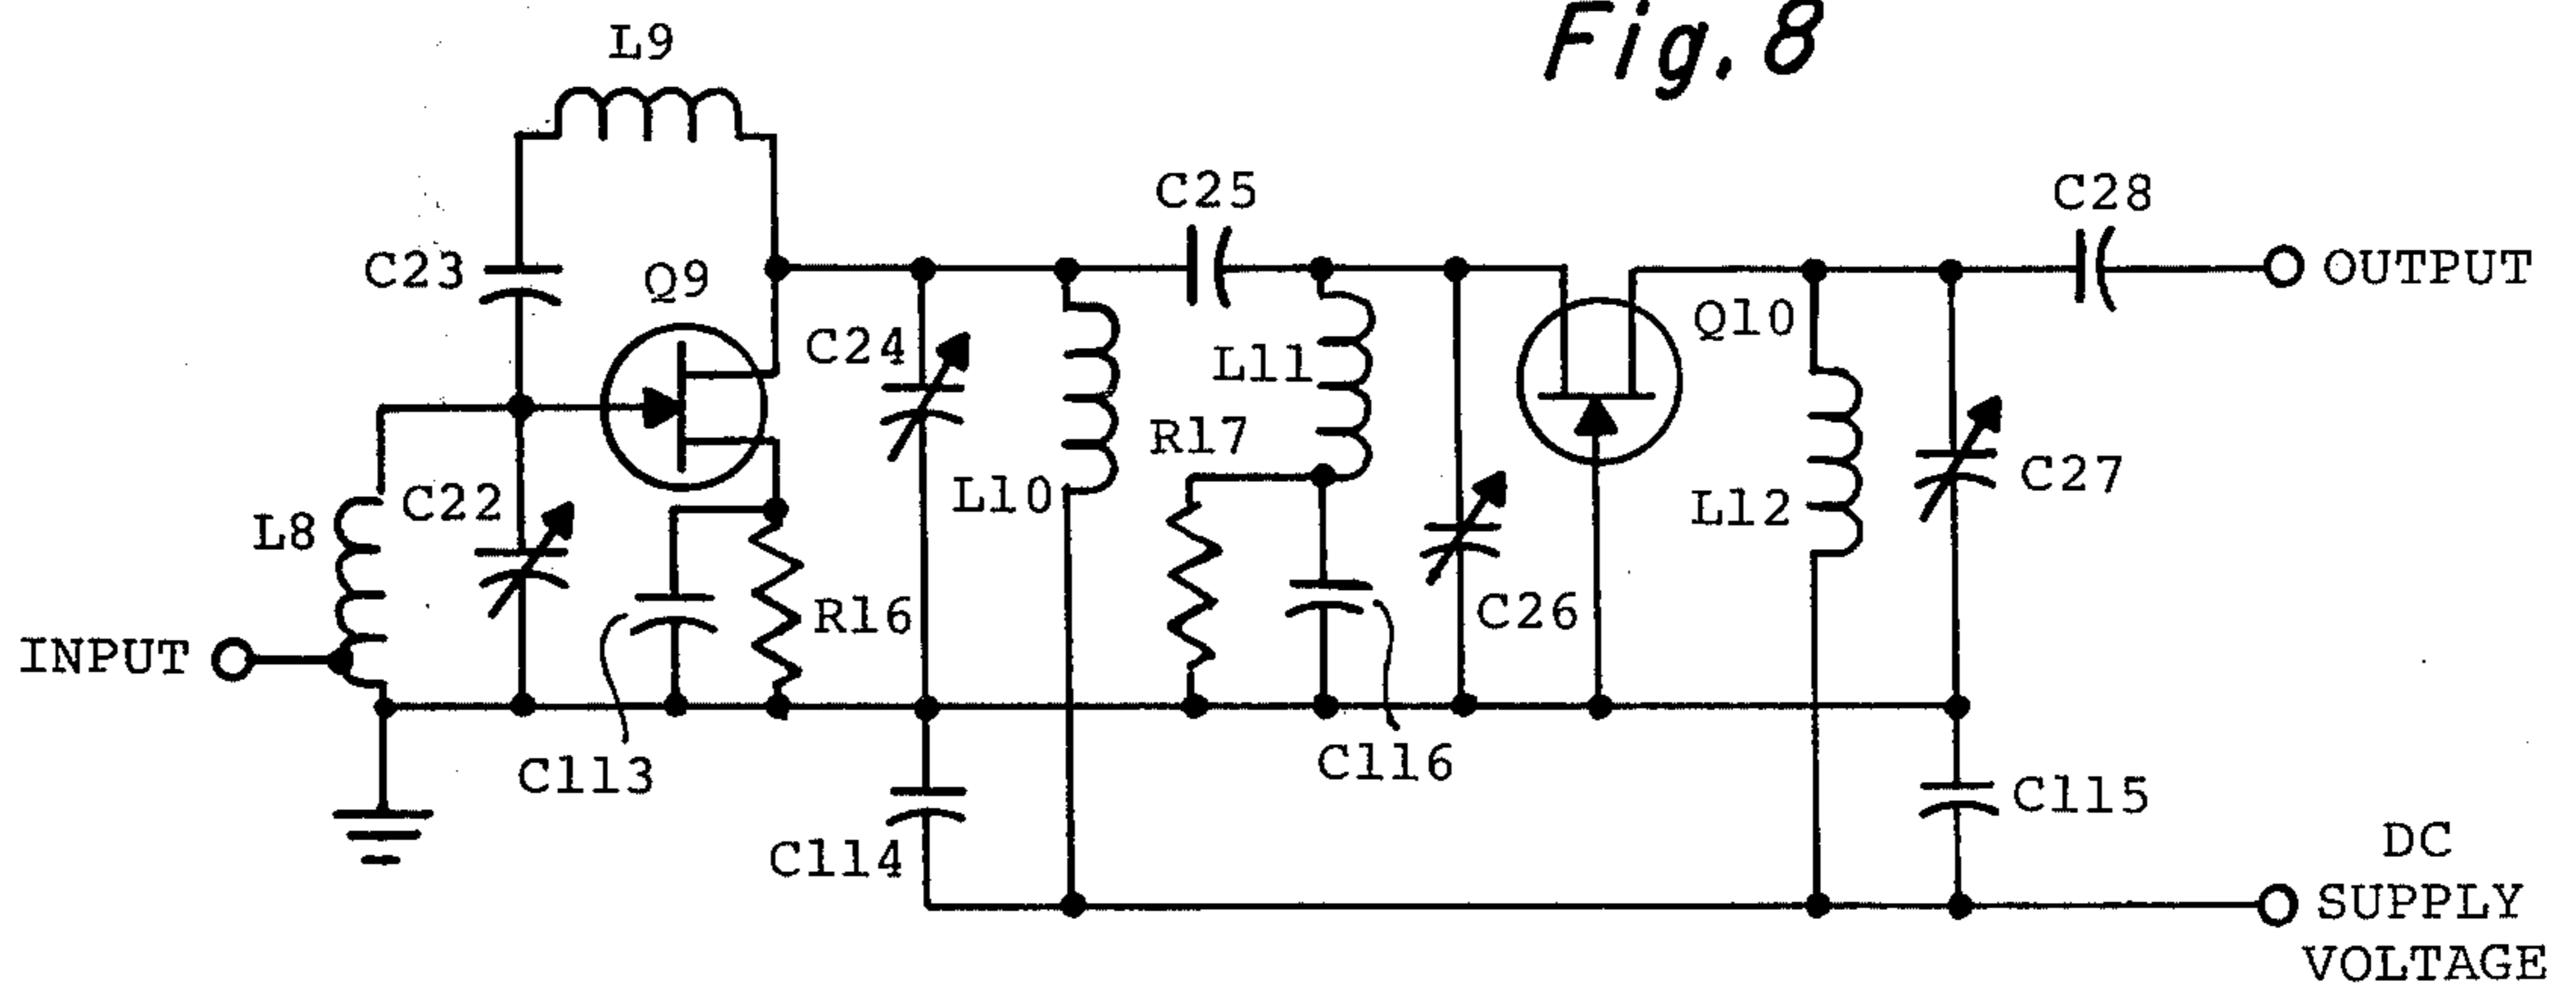 Fig. 8
L9
C25
C28
C23
Q9
OUTPUT
Q10
C24
L11
R17
L10
C22
L8
L12
C27
R16
C26
INPUT
C113
C116
C114
C115
DC
SUPPLY
VOLTAGE